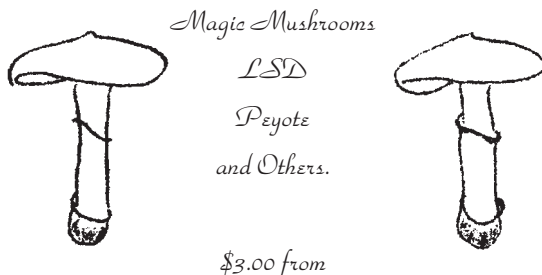 Magic Mushrooms
LSD
Peyote
and Others.
$3.00 from